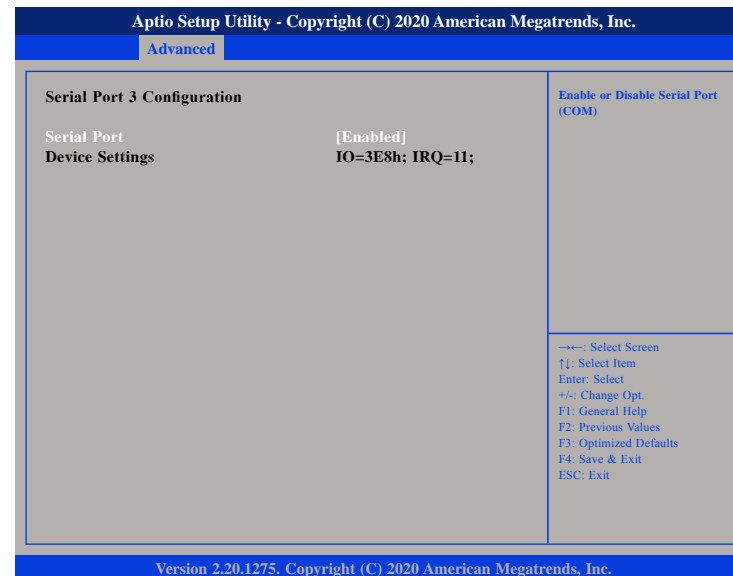 Aptio Setup Utility - Copyright (C) 2020 American Megatrends, Inc.
Advanced
Serial Port 3 Configuration
Serial Port [Enabled]
Device Settings IO=3E8h; IRQ=11;
Enable or Disable Serial Port
(COM)
→←: Select Screen
↑↓: Select Item
Enter: Select
+/-: Change Opt.
F1: General Help
F2: Previous Values
F3: Optimized Defaults
F4: Save & Exit
ESC: Exit
Version 2.20.1275. Copyright (C) 2020 American Megatrends, Inc.